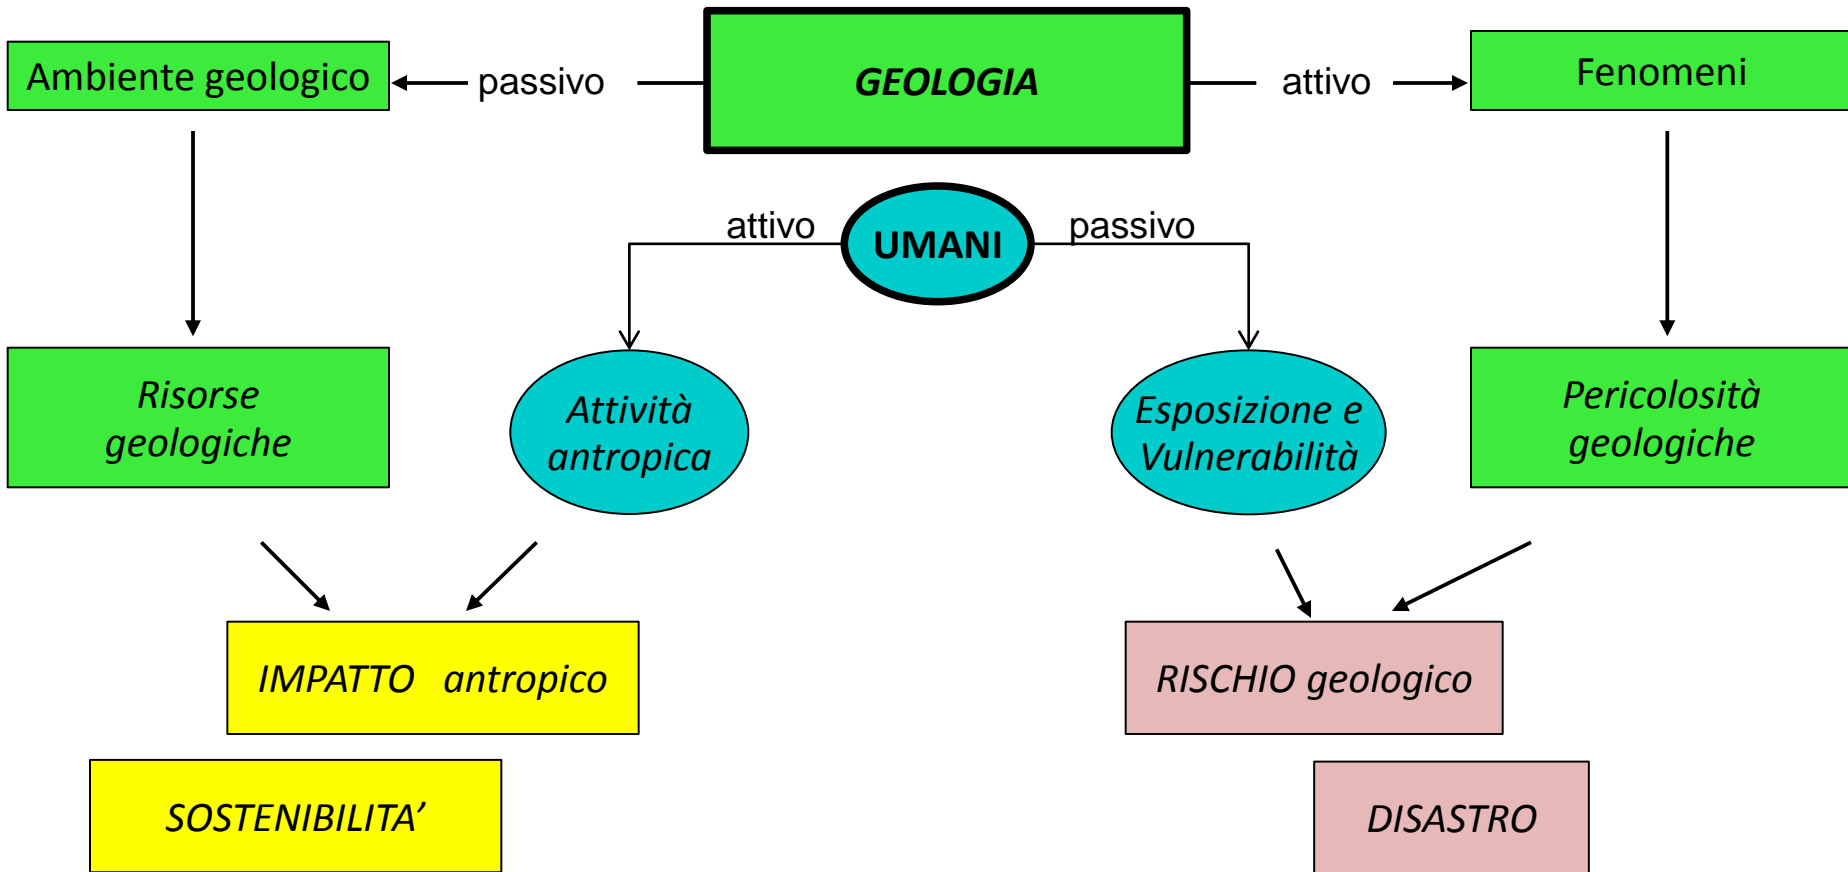 Ambiente geologico
passivo
GEOLOGIA
attivo
Fenomeni
attivo
UMANI
passivo
Risorse
geologiche
Attività
antropica
Esposizione e
Vulnerabilità
Pericolosità
geologiche
IMPATTO antropico
RISCHIO geologico
SOSTENIBILITA’
DISASTRO